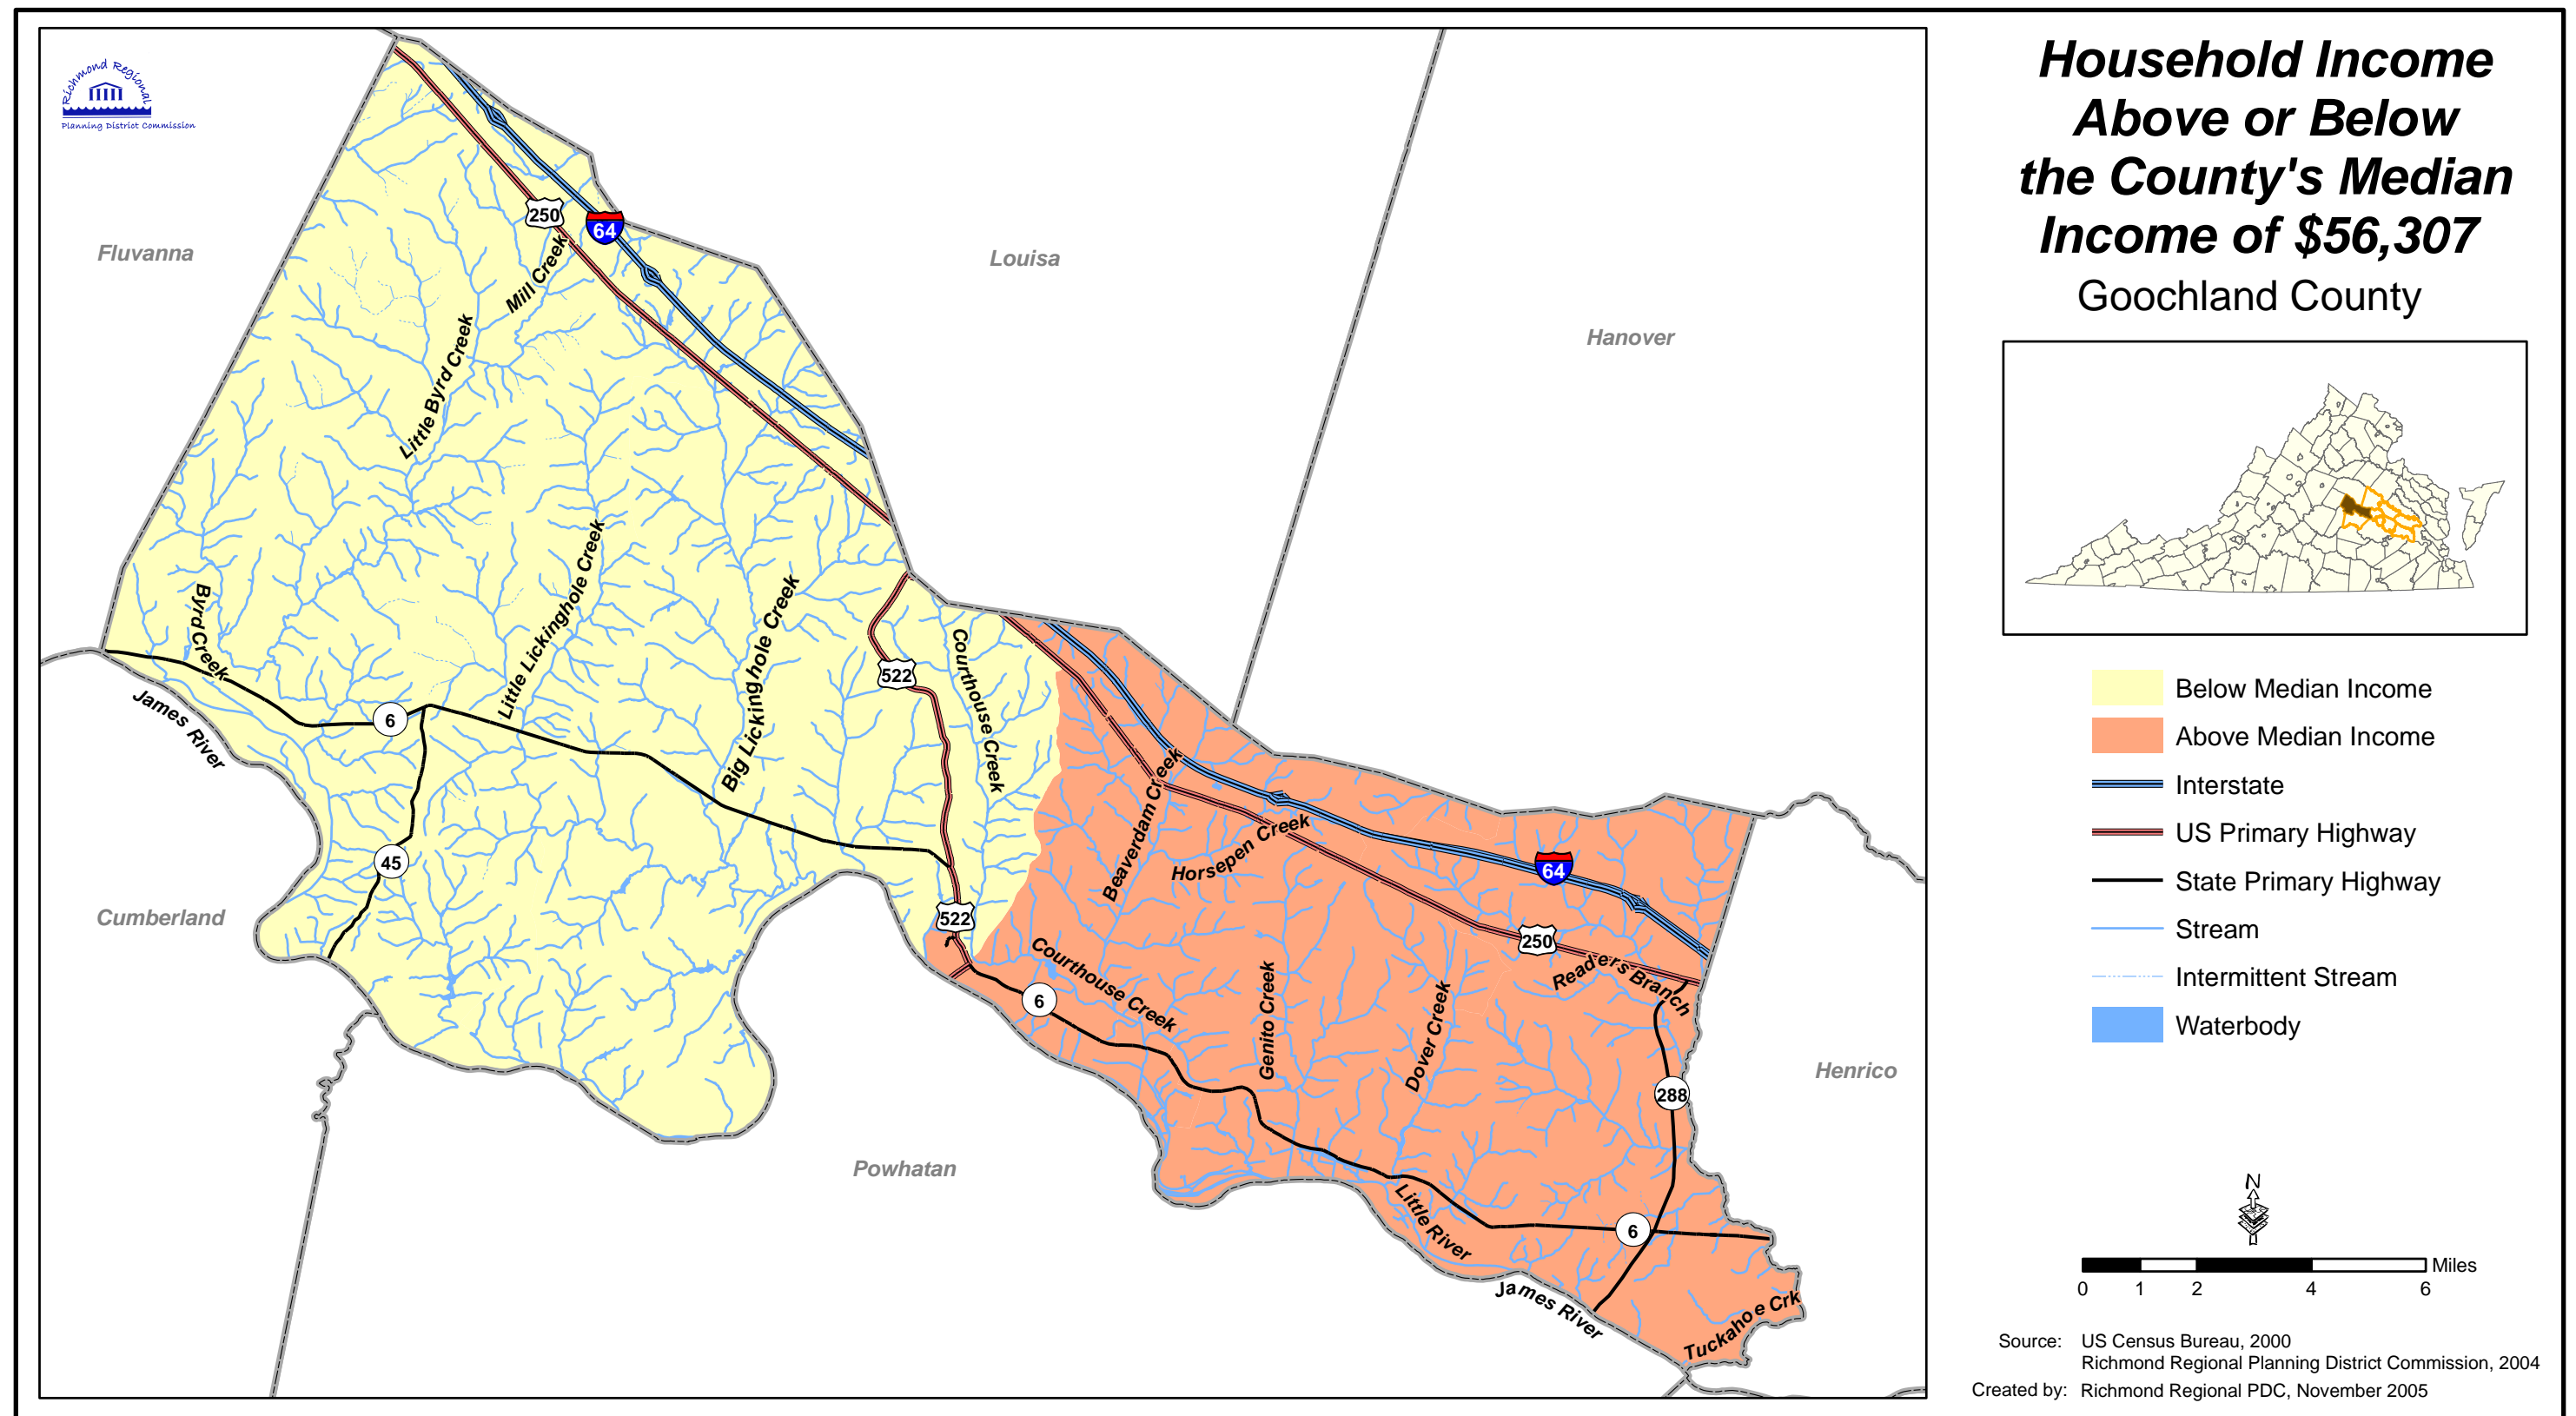 Household Income
Above or Below
the County's Median
Income of $56,307
Goochland County
Richmond Regional
Planning District Commission
Fluvanna
Louisa
Hanover
Cumberland
Powhatan
Henrico
250
64
Mill Creek
Little Byrd Creek
Byrd Creek
Little Lickinghole Creek
Big Lickinghole Creek
522
Courthouse Creek
James River
6
45
522
Beaverdam Creek
Horsepen Creek
64
250
Readers Branch
Courthouse Creek
6
Genito Creek
Dover Creek
288
Little River
6
James River
Tuckahoe Crk
Below Median Income
Above Median Income
Interstate
US Primary Highway
State Primary Highway
Stream
Intermittent Stream
Waterbody
N
Miles
0 1 2 4 6
Source: US Census Bureau, 2000
Richmond Regional Planning District Commission, 2004
Created by: Richmond Regional PDC, November 2005